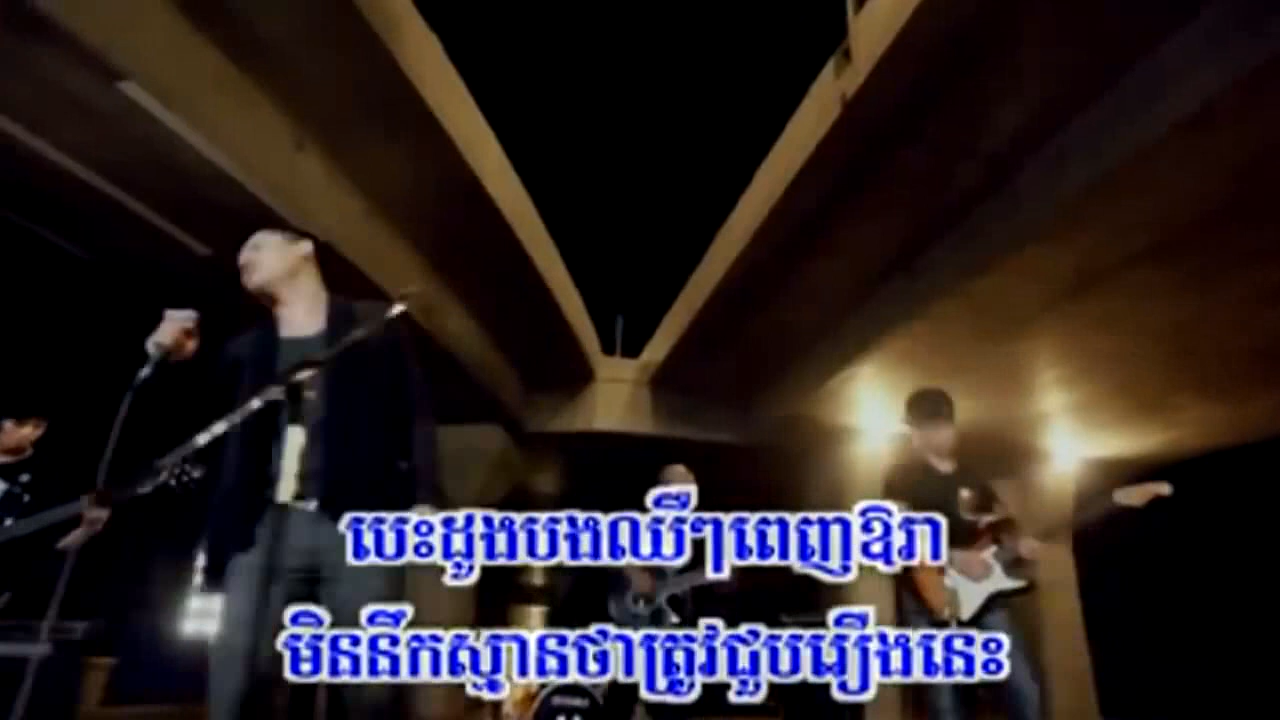 បេះដូងបងឈឺៗពេញឱរា
មិននឹកស្មានថាត្រូវជួបរឿងនេះ